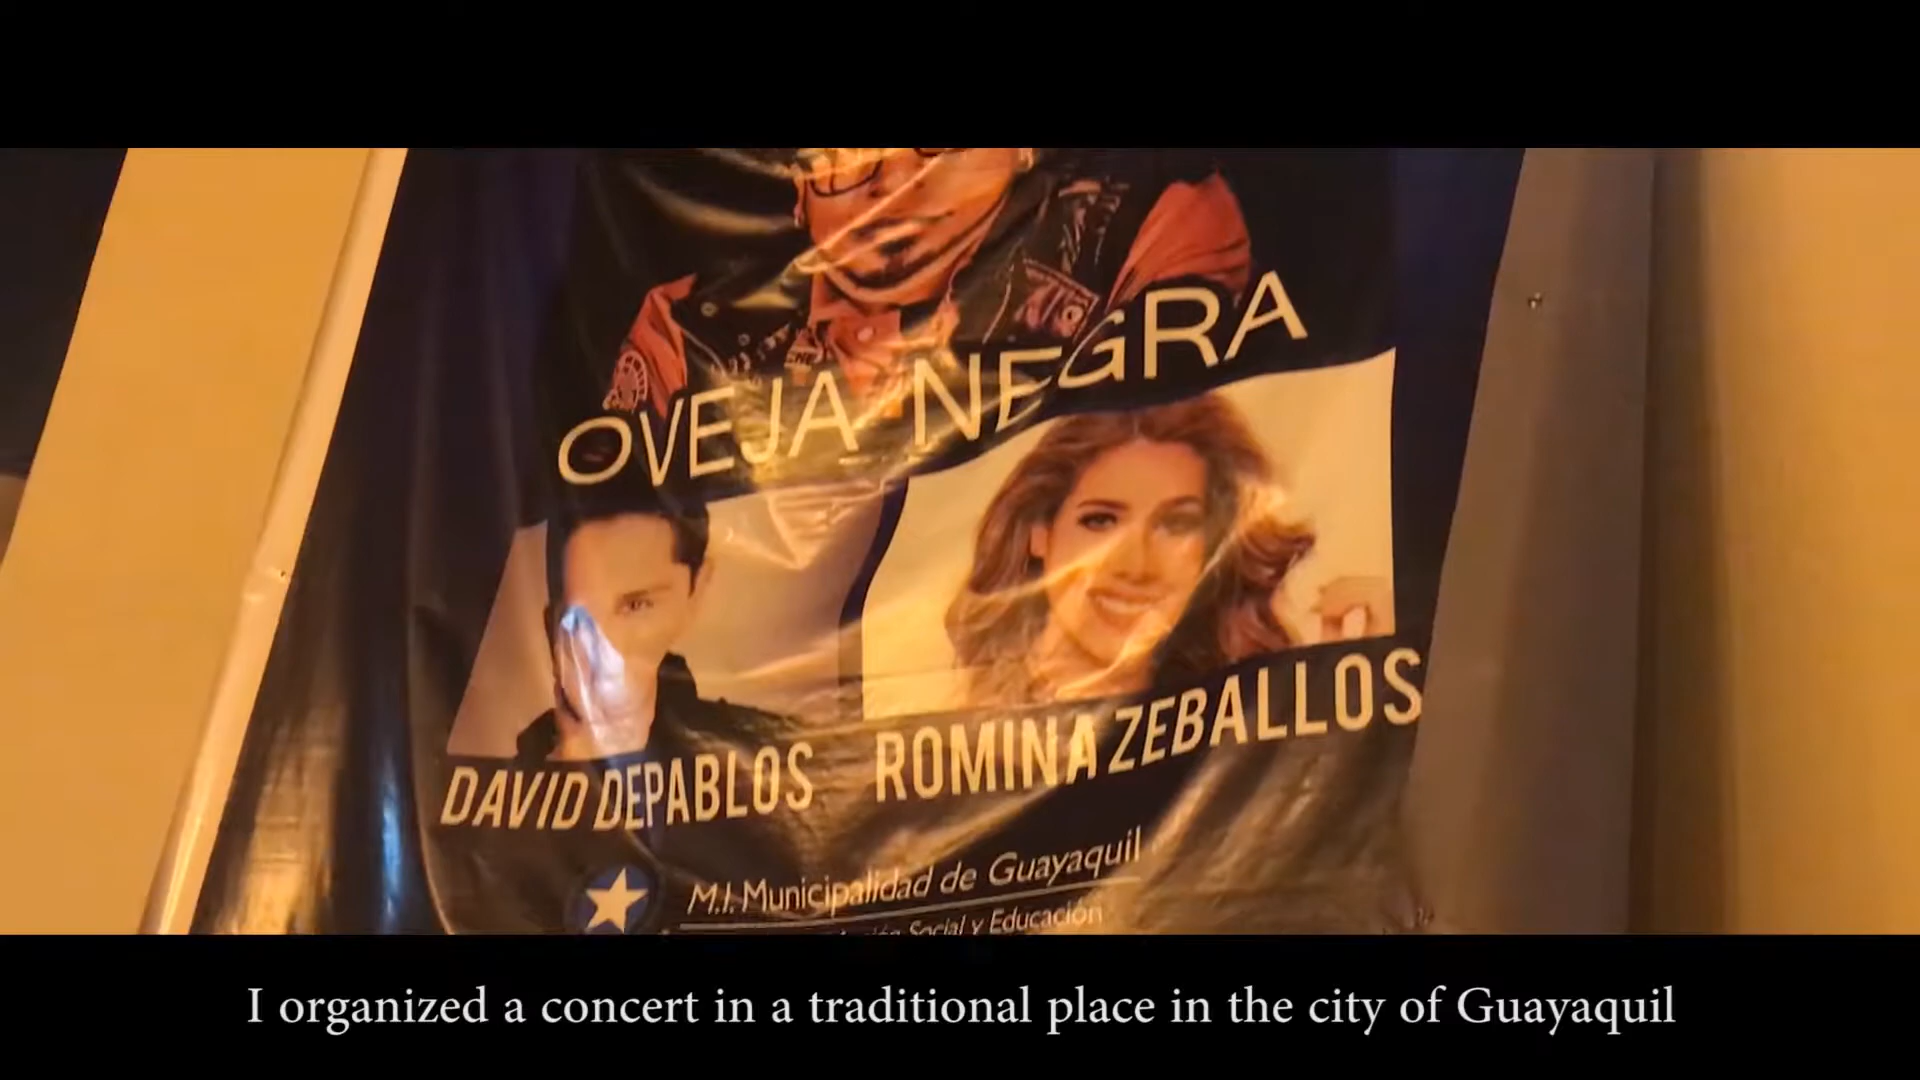 OVEJA NEGRA
DAVID DEPABLOS
ROMINA ZEBALLOS
M.I. Municipalidad de Guayaquil
Social y Educación
I organized a concert in a traditional place in the city of Guayaquil